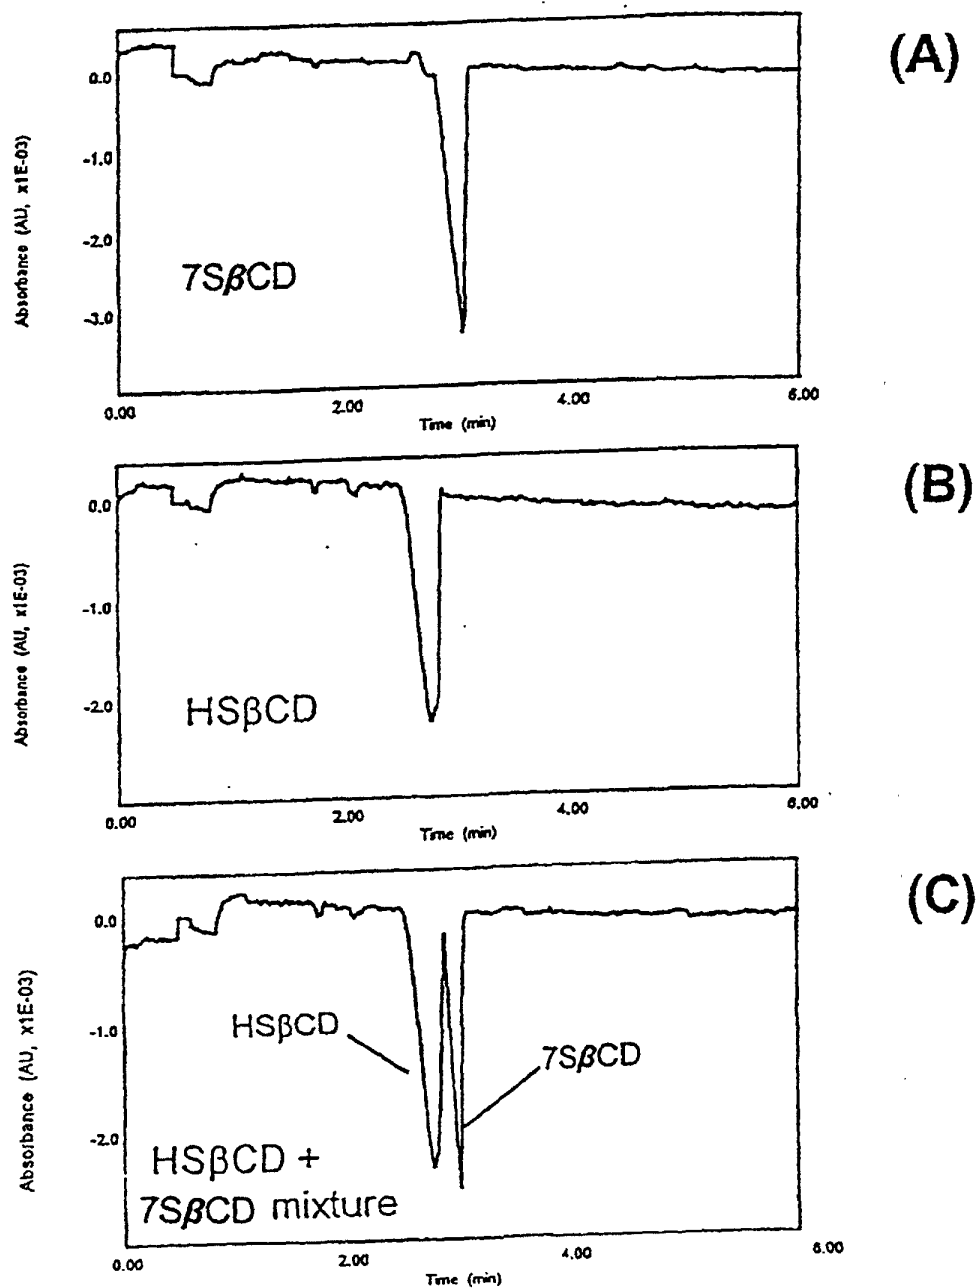 (A)
Absorbance (AU, x1E-03)
0.0
-1.0
-2.0
-3.0
7SβCD
0.00
2.00
4.00
6.00
Time (min)
(B)
Absorbance (AU, x1E-03)
0.0
-1.0
-2.0
HSβCD
0.00
2.00
4.00
6.00
Time (min)
(C)
Absorbance (AU, x1E-03)
0.0
-1.0
-2.0
HSβCD
7SβCD
HSβCD +
7SβCD mixture
0.00
2.00
4.00
6.00
Time (min)